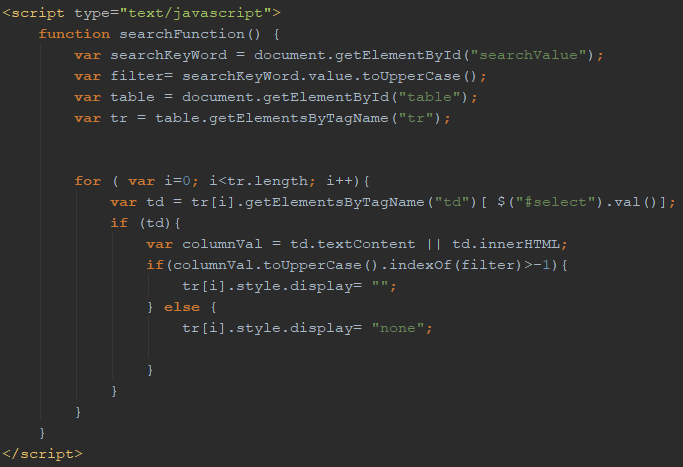 <script type="text/javascript">
    function searchFunction() {
        var searchKeyWord = document.getElementById("searchValue");
        var filter= searchKeyWord.value.toUpperCase();
        var table = document.getElementById("table");
        var tr = table.getElementsByTagName("tr");
        for ( var i=0; i<tr.length; i++){
            var td = tr[i].getElementsByTagName("td")[ $("#select").val()];
            if (td){
                var columnVal = td.textContent || td.innerHTML;
                if(columnVal.toUpperCase().indexOf(filter)>-1){
                    tr[i].style.display= "";
                } else {
                    tr[i].style.display= "none";
                }
            }
        }
    }
</script>